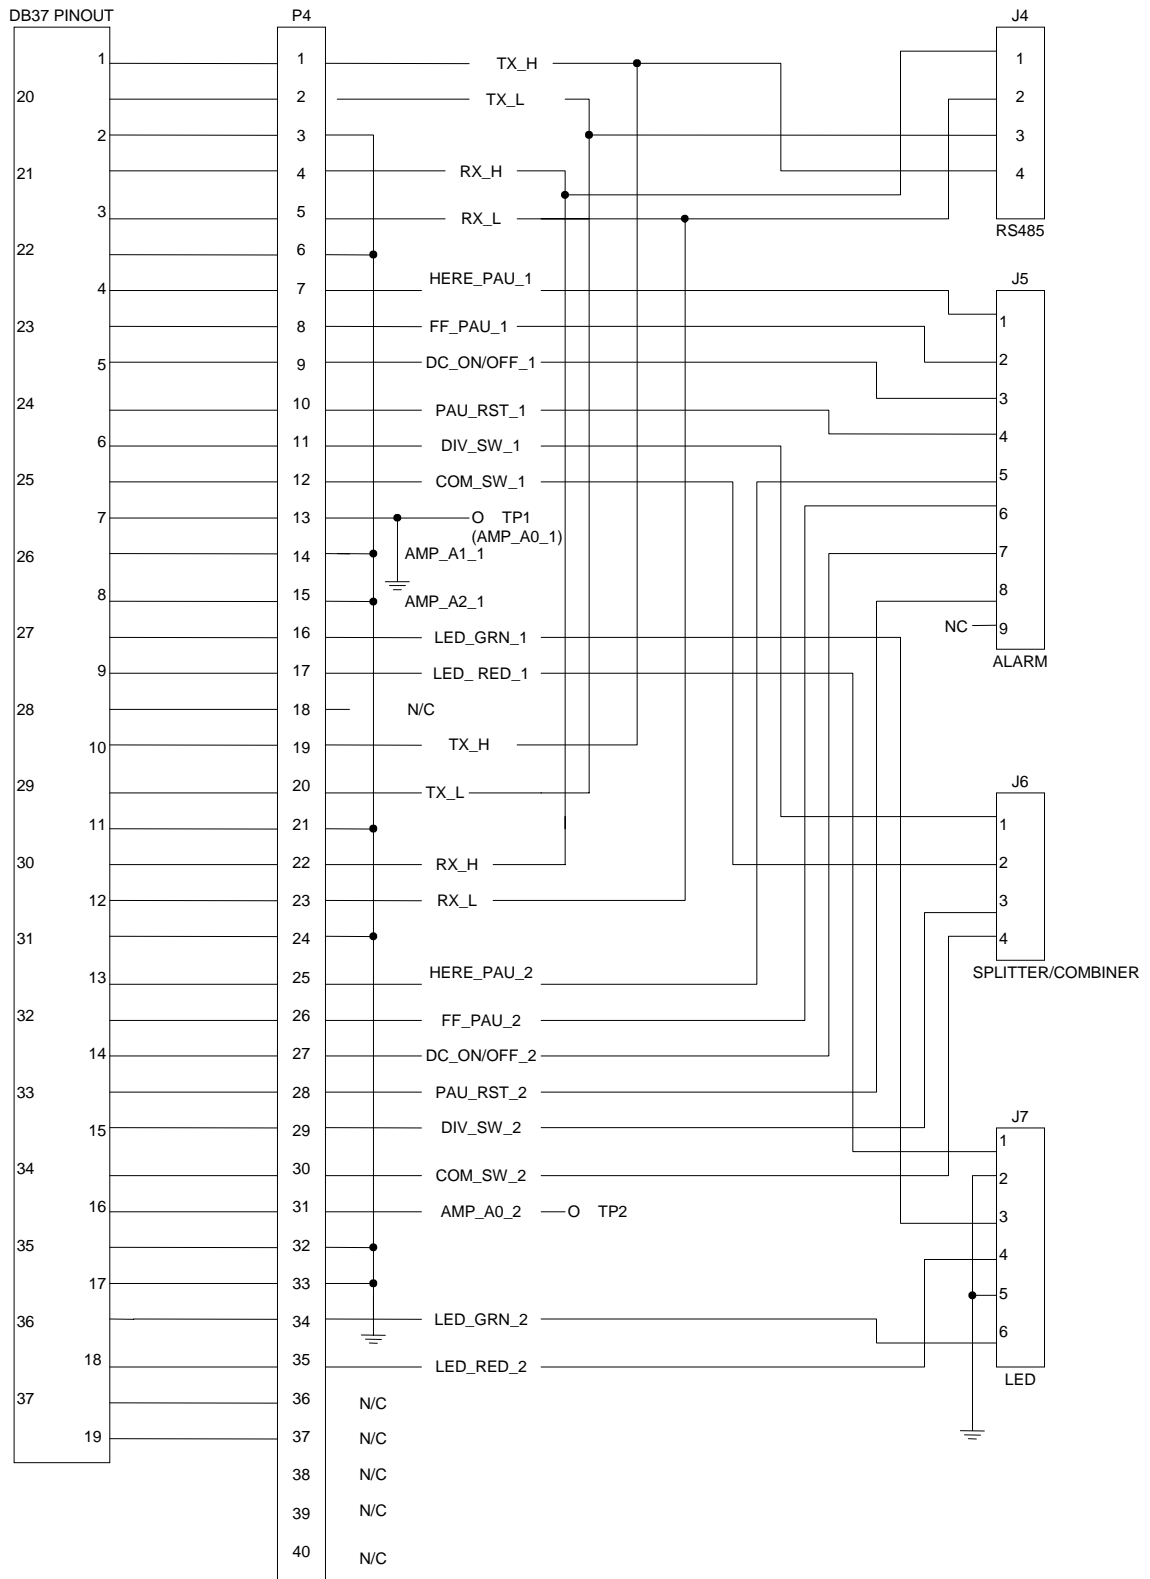 DB37 PINOUT P4 J4
1 1 TX_H 1
20 2 TX_L 2
2 3 3
21 4 RX_H 4
3 5 RX_L
RS485
22 6
4 7 HERE_PAU_1 J5
1
23 8 FF_PAU_1
5 9 DC_ON/OFF_1 2
24 10 PAU_RST_1 3
6 11 DIV_SW_1 4
25 12 COM_SW_1 5
7 13 O TP1 6
(AMP_A0_1)
26 14 AMP_A1_1 7
8 15 AMP_A2_1 8
27 16 LED_GRN_1 NC 9
ALARM
9 17 LED_ RED_1
28 18 N/C
10 19 TX_H
29 20 TX_L J6
11 21 1
30 22 RX_H 2
12 23 RX_L 3
31 24 4
13 25 HERE_PAU_2 SPLITTER/COMBINER
32 26 FF_PAU_2
14 27 DC_ON/OFF_2
33 28 PAU_RST_2
15 29 DIV_SW_2 J7
1
34 30 COM_SW_2 2
16 31 AMP_A0_2 O TP2 3
35 32 4
17 33 5
36 34 LED_GRN_2 6
18 35 LED_RED_2 LED
37 36 N/C
19 37 N/C
38 N/C
39 N/C
40 N/C